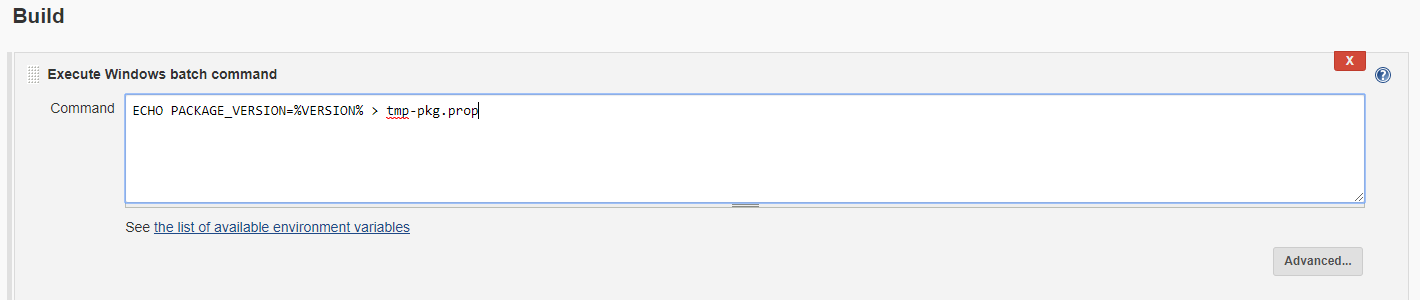 Build
X
Execute Windows batch command
?
Command
ECHO PACKAGE_VERSION=%VERSION% > tmp-pkg.prop
See the list of available environment variables
Advanced...